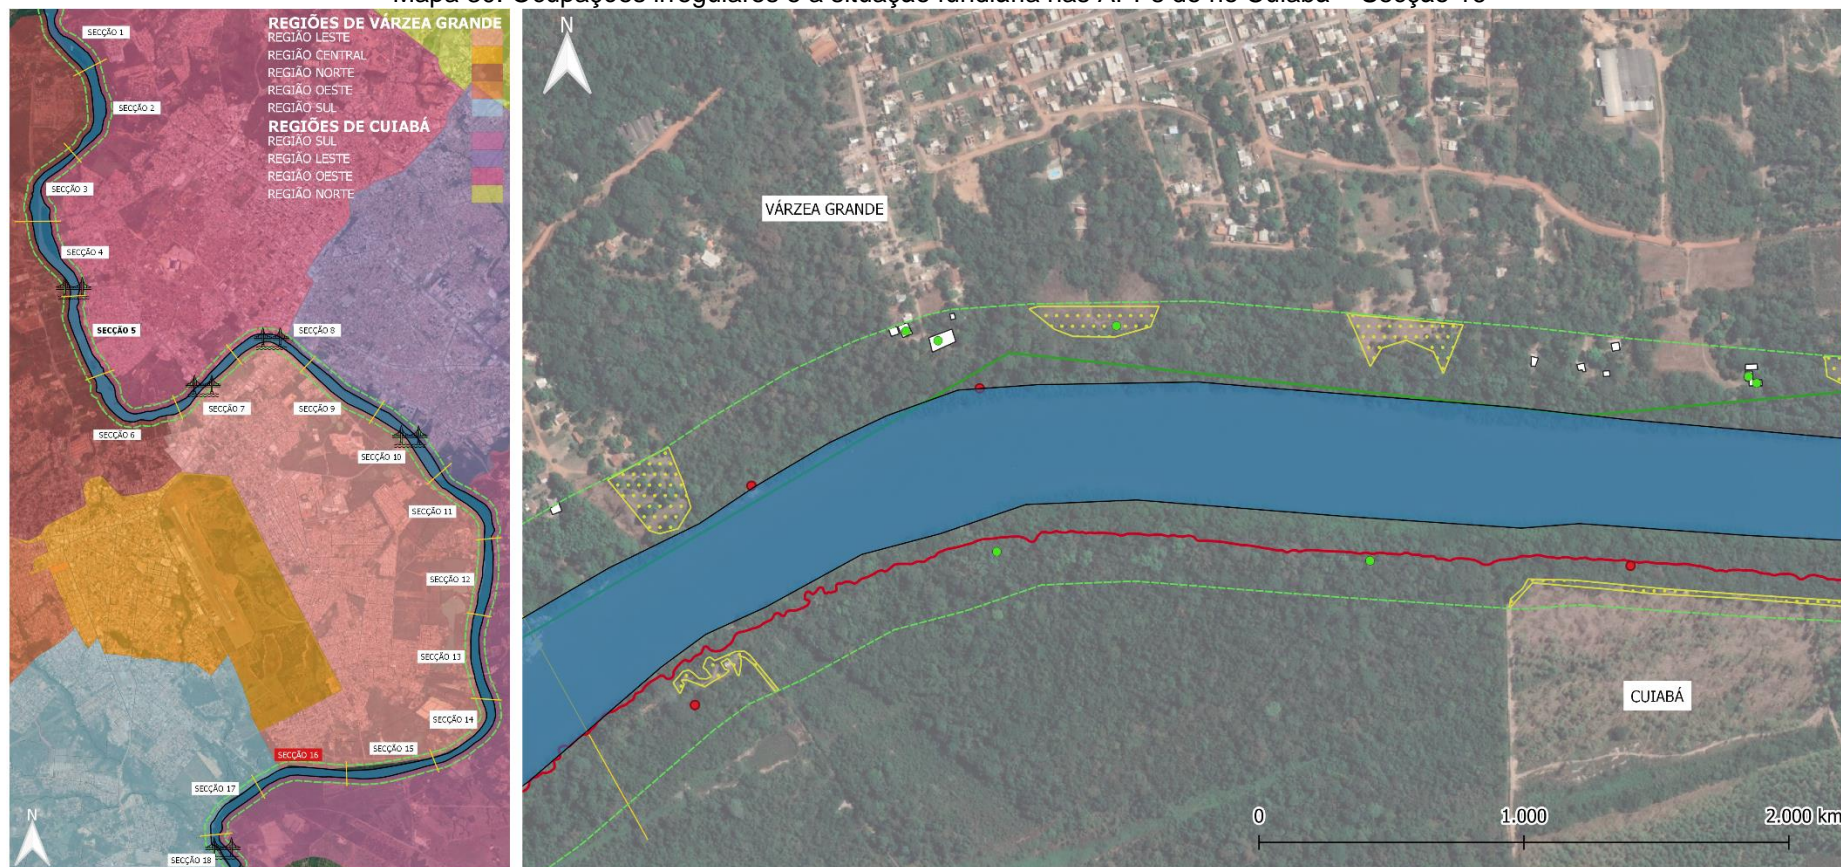 Mapa 36: Ocupações irregulares e a situação fundiária nas APPs do rio Cuiabá – Secção 16
REGIÕES DE VÁRZEA GRANDE
REGIÃO LESTE
REGIÃO CENTRAL
REGIÃO NORTE
REGIÃO OESTE
REGIÃO SUL
REGIÕES DE CUIABÁ
REGIÃO SUL
REGIÃO LESTE
REGIÃO OESTE
REGIÃO NORTE
SECÇÃO 1
SECÇÃO 2
SECÇÃO 3
SECÇÃO 4
SECÇÃO 5
SECÇÃO 6
SECÇÃO 7
SECÇÃO 8
SECÇÃO 9
SECÇÃO 10
SECÇÃO 11
SECÇÃO 12
SECÇÃO 13
SECÇÃO 14
SECÇÃO 15
SECÇÃO 16
SECÇÃO 17
SECÇÃO 18
N
N
VÁRZEA GRANDE
CUIABÁ
0 1.000 2.000 km